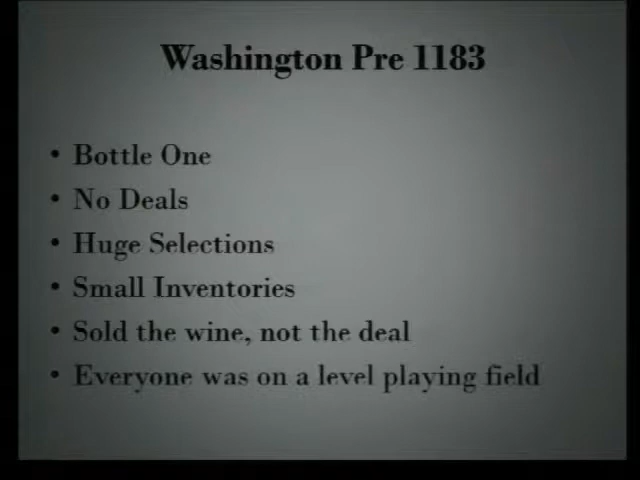 Washington Pre 1183
• Bottle One
• No Deals
• Huge Selections
• Small Inventories
• Sold the wine, not the deal
• Everyone was on a level playing field